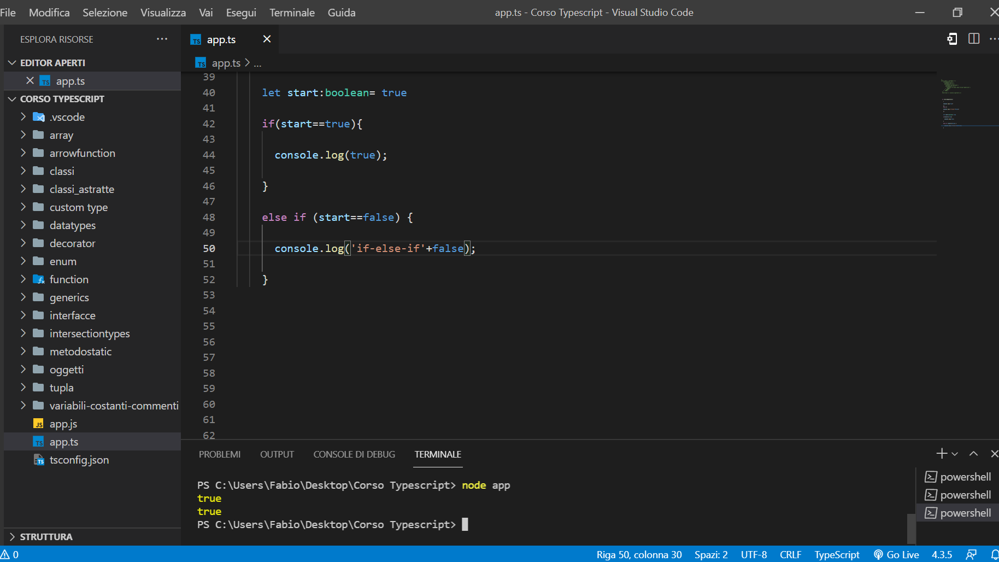 File Modifica Selezione Visualizza Vai Esegui Terminale Guida
app.ts - Corso Typescript - Visual Studio Code
ESPLORA RISORSE
EDITOR APERTI
TS app.ts
CORSO TYPESCRIPT
.vscode
array
arrowfunction
classi
classi_astratte
custom type
datatypes
decorator
enum
function
generics
interfacce
intersectiontypes
metodostatic
oggetti
tupla
variabili-costanti-commenti
JS app.js
TS app.ts
TS tsconfig.json
STRUTTURA
TS app.ts
TS app.ts > ...
39
40 let start:boolean= true
41
42 if(start==true){
43
44 console.log(true);
45
46 }
47
48 else if (start==false) {
49
50 console.log('if-else-if'+false);
51
52 }
53
54
55
56
57
58
59
60
61
62
PROBLEMI OUTPUT CONSOLE DI DEBUG TERMINALE
PS C:\Users\Fabio\Desktop\Corso Typescript> node app
true
true
PS C:\Users\Fabio\Desktop\Corso Typescript>
powershell
powershell
powershell
0
Riga 50, colonna 30 Spazi: 2 UTF-8 CRLF TypeScript Go Live 4.3.5